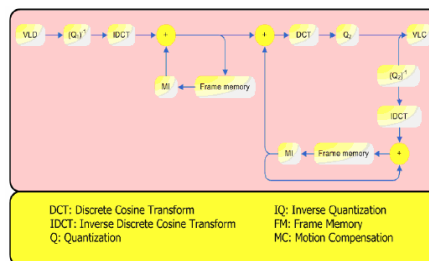 VLD
(Q₁)⁻¹
IDCT
+
+
DCT
Q₂
VLC
MI
Frame memory
(Q₂)⁻¹
IDCT
MI
Frame memory
+
DCT: Discrete Cosine Transform
IDCT: Inverse Discrete Cosine Transform
Q: Quantization
IQ: Inverse Quantization
FM: Frame Memory
MC: Motion Compensation